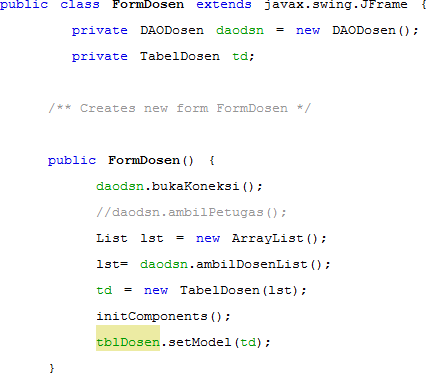 public class FormDosen extends javax.swing.JFrame {
private DAODosen daodsn = new DAODosen();
private TabelDosen td;
/** Creates new form FormDosen */
public FormDosen() {
daodsn.bukaKoneksi();
//daodsn.ambilPetugas();
List lst = new ArrayList();
lst= daodsn.ambilDosenList();
td = new TabelDosen(lst);
initComponents();
tblDosen.setModel(td);
}